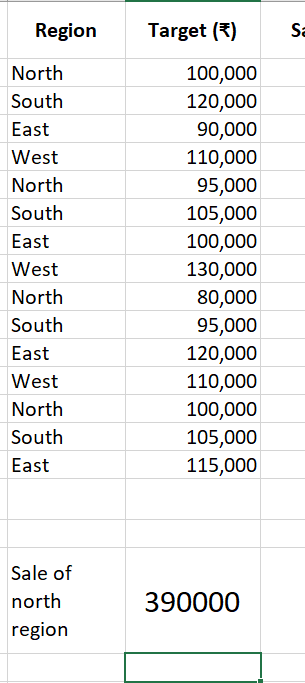 Region Target (₹) Sa
North 100,000
South 120,000
East 90,000
West 110,000
North 95,000
South 105,000
East 100,000
West 130,000
North 80,000
South 95,000
East 120,000
West 110,000
North 100,000
South 105,000
East 115,000
Sale of
north 390000
region